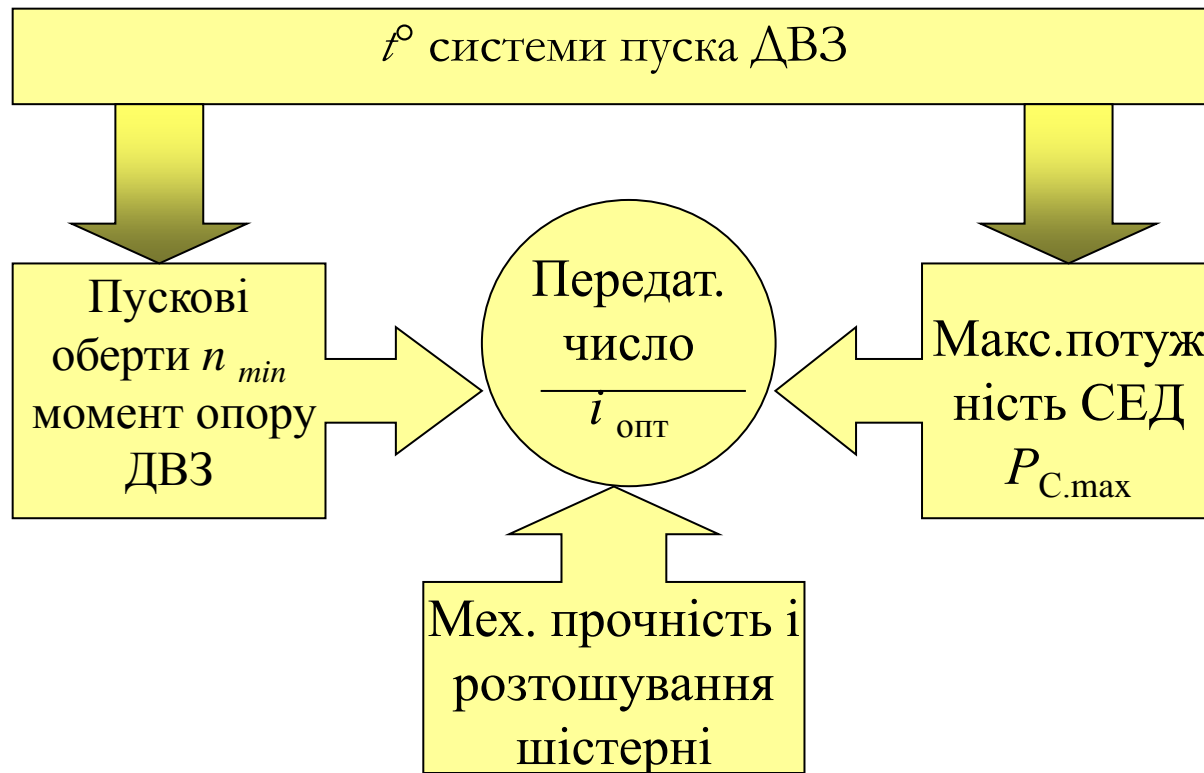 t° системи пуска ДВЗ
Пускові
оберти n min
момент опору
ДВЗ
Передат.
число
i опт
Макс.потуж
ність СЕД
P С.max
Мех. прочність і
розтошування
шістерні